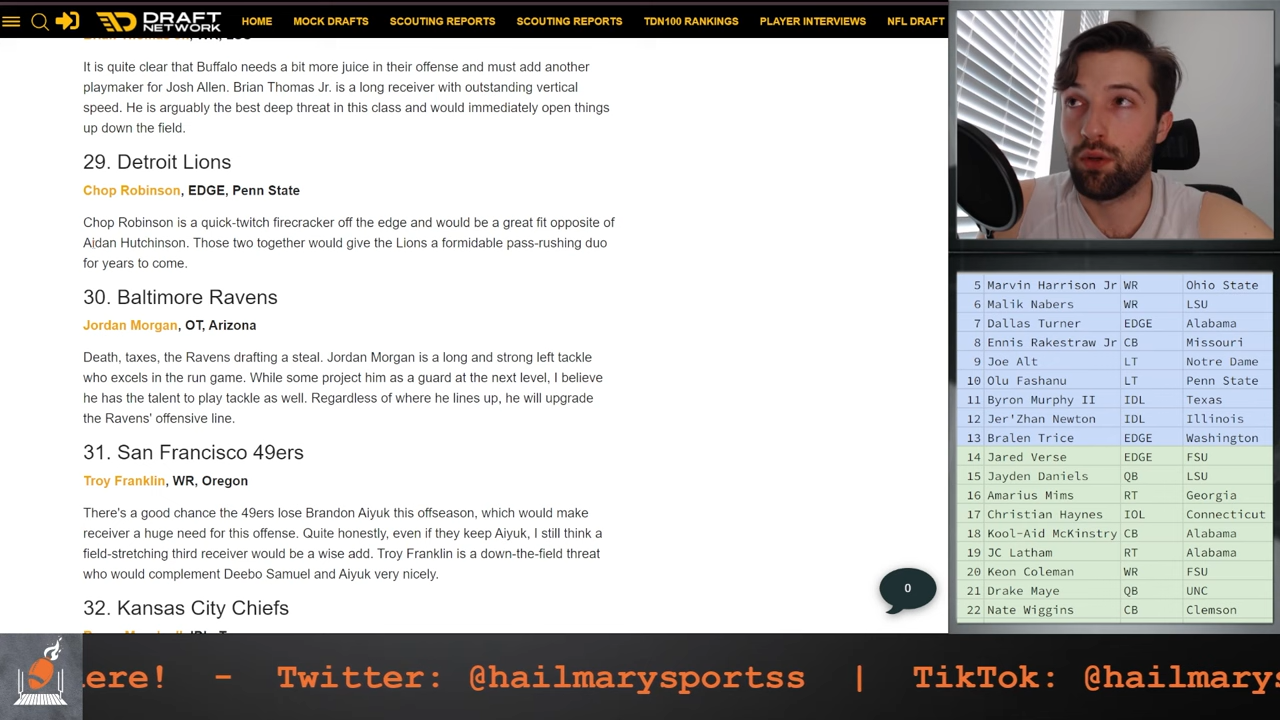 DRAFT NETWORK
HOME MOCK DRAFTS SCOUTING REPORTS SCOUTING REPORTS TDN100 RANKINGS PLAYER INTERVIEWS NFL DRAFT
It is quite clear that Buffalo needs a bit more juice in their offense and must add another
playmaker for Josh Allen. Brian Thomas Jr. is a long receiver with outstanding vertical
speed. He is arguably the best deep threat in this class and would immediately open things
up down the field.
29. Detroit Lions
Chop Robinson, EDGE, Penn State
Chop Robinson is a quick-twitch firecracker off the edge and would be a great fit opposite of
Aidan Hutchinson. Those two together would give the Lions a formidable pass-rushing duo
for years to come.
30. Baltimore Ravens
Jordan Morgan, OT, Arizona
Death, taxes, the Ravens drafting a steal. Jordan Morgan is a long and strong left tackle
who excels in the run game. While some project him as a guard at the next level, I believe
he has the talent to play tackle as well. Regardless of where he lines up, he will upgrade
the Ravens' offensive line.
31. San Francisco 49ers
Troy Franklin, WR, Oregon
There's a good chance the 49ers lose Brandon Aiyuk this offseason, which would make
receiver a huge need for this offense. Quite honestly, even if they keep Aiyuk, I still think a
field-stretching third receiver would be a wise add. Troy Franklin is a down-the-field threat
who would complement Deebo Samuel and Aiyuk very nicely.
32. Kansas City Chiefs
0
5 Marvin Harrison Jr WR Ohio State
6 Malik Nabers WR LSU
7 Dallas Turner EDGE Alabama
8 Ennis Rakestraw Jr CB Missouri
9 Joe Alt LT Notre Dame
10 Olu Fashanu LT Penn State
11 Byron Murphy II IDL Texas
12 Jer'Zhan Newton IDL Illinois
13 Bralen Trice EDGE Washington
14 Jared Verse EDGE FSU
15 Jayden Daniels QB LSU
16 Amarius Mims RT Georgia
17 Christian Haynes IOL Connecticut
18 Kool-Aid McKinstry CB Alabama
19 JC Latham RT Alabama
20 Keon Coleman WR FSU
21 Drake Maye QB UNC
22 Nate Wiggins CB Clemson
ere! - Twitter: @hailmarysportss | TikTok: @hailmarys